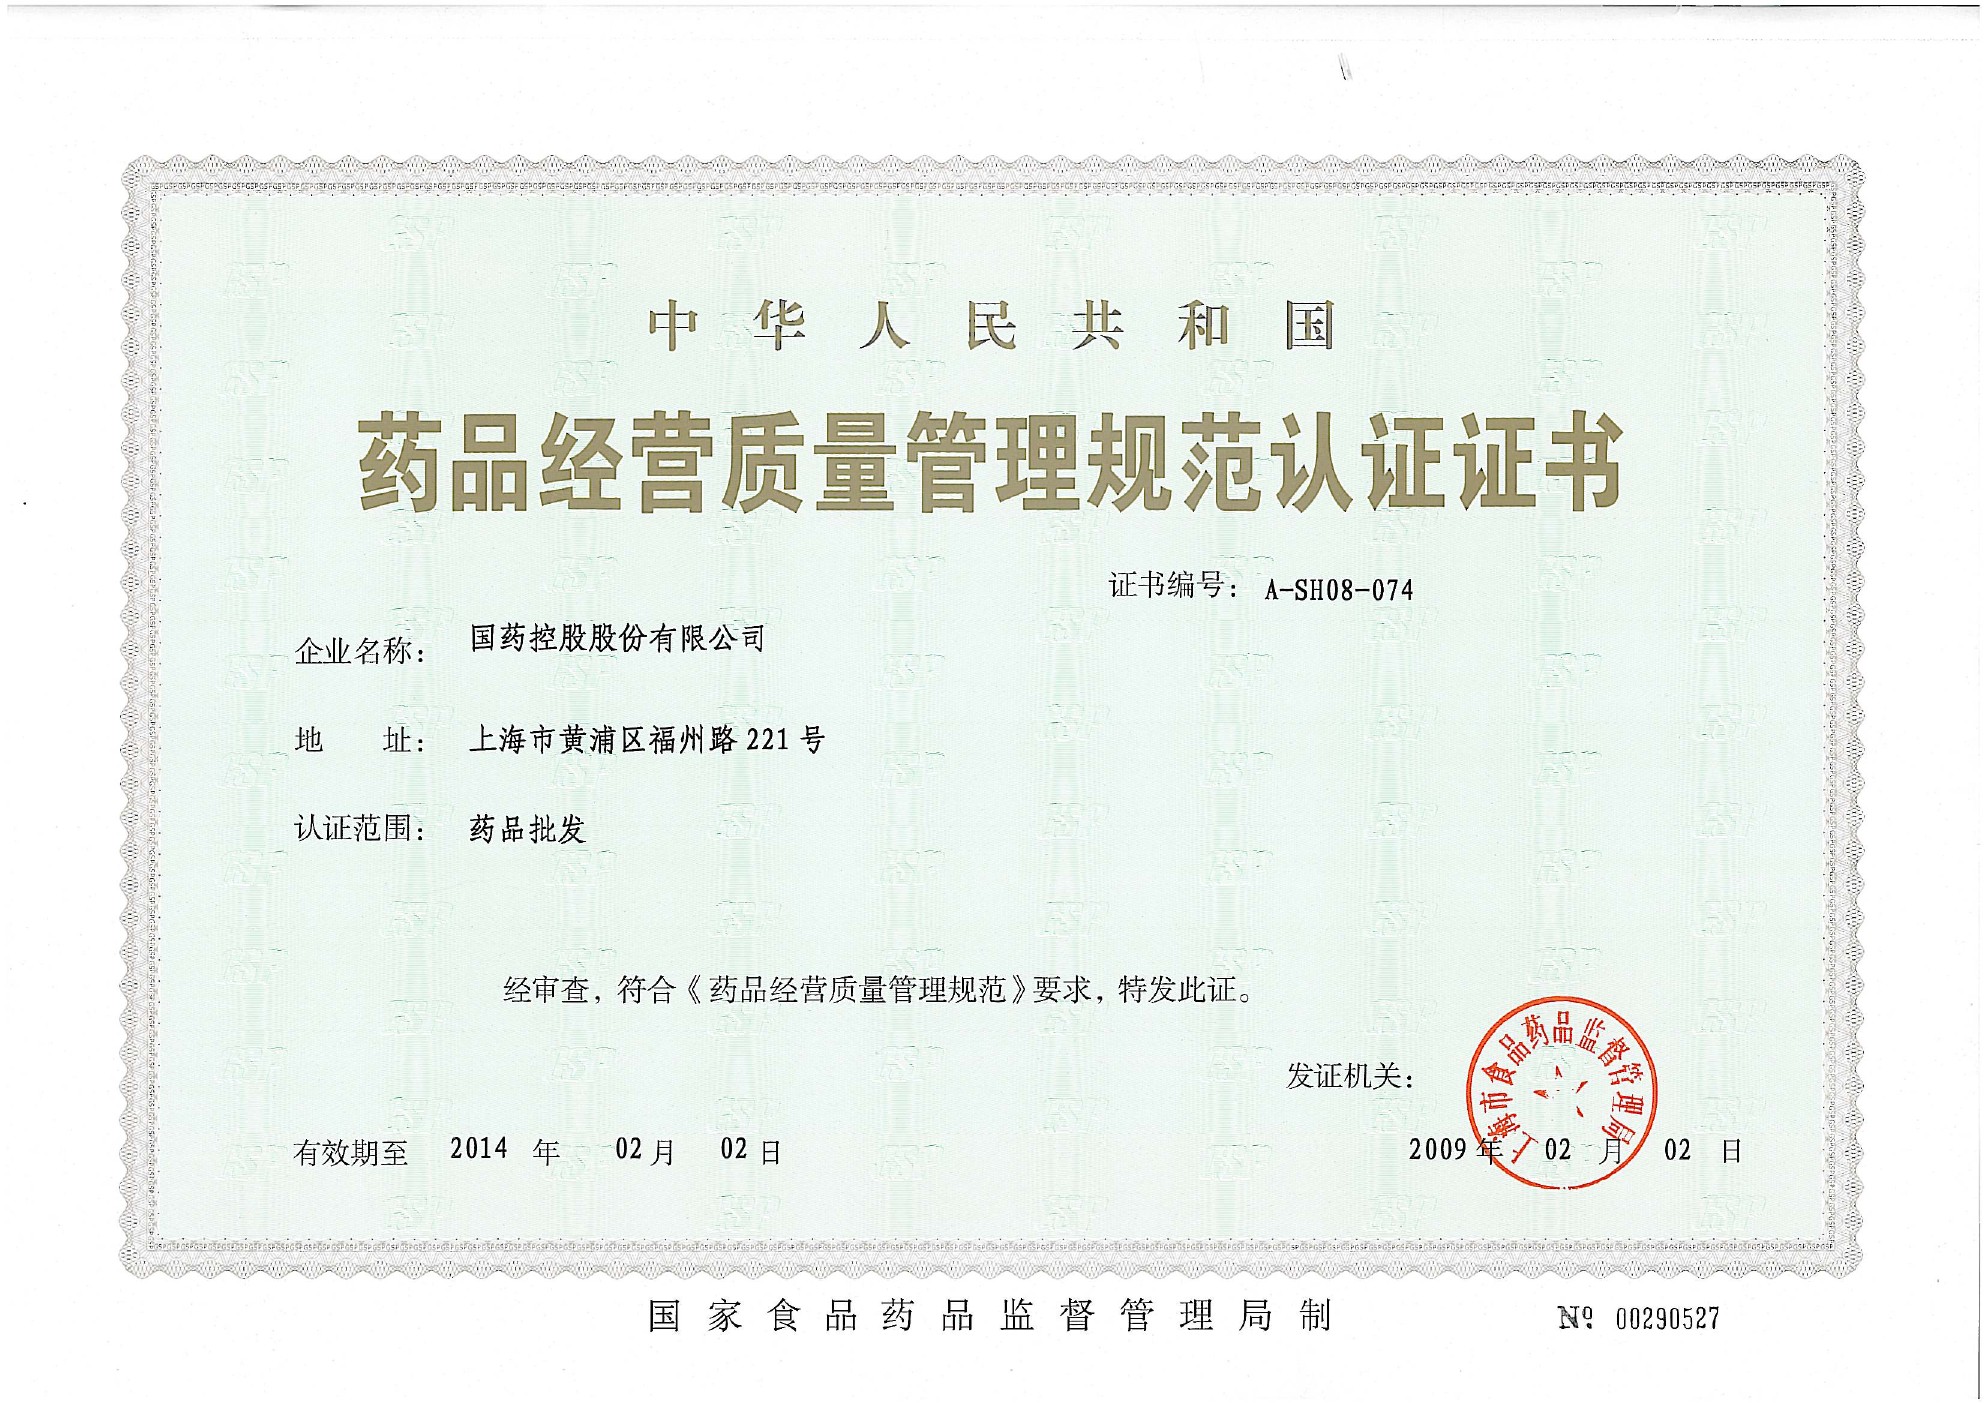 中华人民共和国
药品经营质量管理规范认证证书
证书编号： A-SH08-074
企业名称： 国药控股股份有限公司
地 址： 上海市黄浦区福州路 221 号
认证范围： 药品批发
经审查，符合《药品经营质量管理规范》要求，特发此证。
发证机关：
上海市食品药品监督管理局
有效期至 2014 年 02 月 02 日
2009 年 02 月 02 日
国家食品药品监督管理局制
№ 00290527